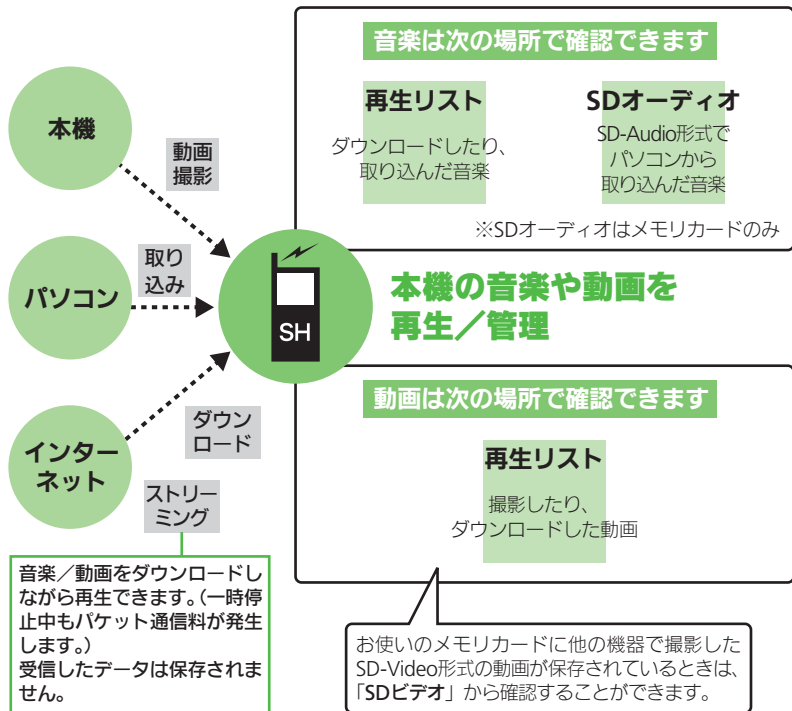 本機
動画
撮影
パソコン
取り
込み
インター
ネット
ダウン
ロード
ストリー
ミング
音楽／動画をダウンロードし
ながら再生できます。（一時停
止中もパケット通信料が発生
します。）
受信したデータは保存されま
せん。
SH
本機の音楽や動画を
再生／管理
音楽は次の場所で確認できます
再生リスト
ダウンロードしたり、
取り込んだ音楽
SDオーディオ
SD-Audio形式で
パソコンから
取り込んだ音楽
※SDオーディオはメモリカードのみ
動画は次の場所で確認できます
再生リスト
撮影したり、
ダウンロードした動画
お使いのメモリカードに他の機器で撮影した
SD-Video形式の動画が保存されているときは、
「SDビデオ」から確認することができます。